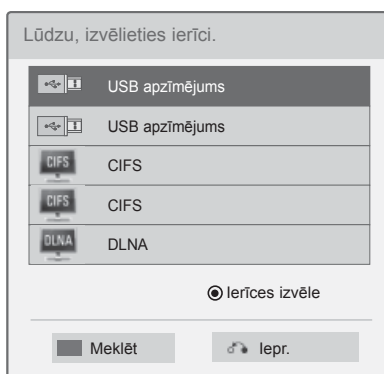 Lūdzu, izvēlieties ierīci.
USB apzīmējums
USB apzīmējums
CIFS CIFS
CIFS CIFS
DLNA DLNA
Ierīces izvēle
Meklēt Iepr.